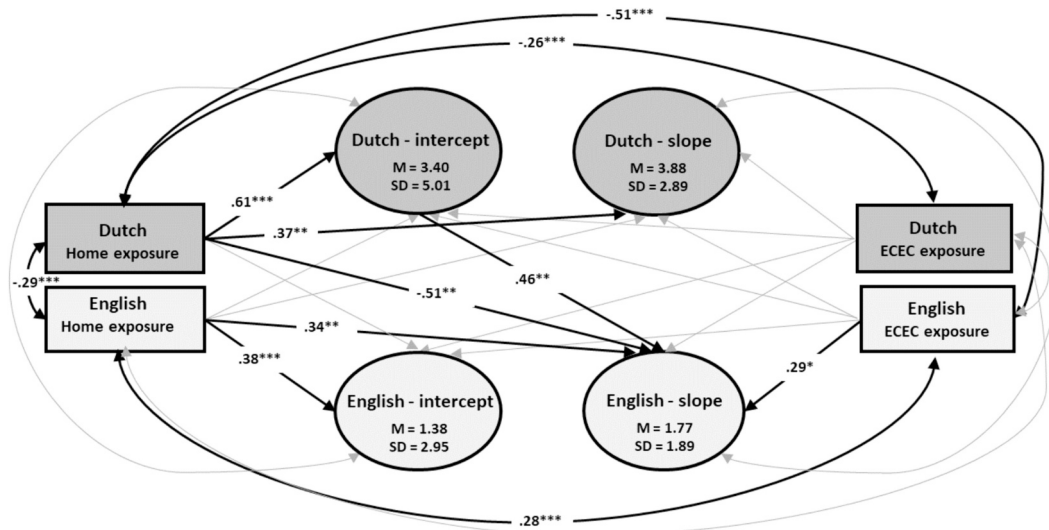 -.51***
-.26***
Dutch - intercept
M = 3.40
SD = 5.01
Dutch - slope
M = 3.88
SD = 2.89
.61***
Dutch
Home exposure
.37**
Dutch
ECEC exposure
-.29***
.46**
-.51**
English
Home exposure
.34**
English
ECEC exposure
.38***
.29*
English - intercept
M = 1.38
SD = 2.95
English - slope
M = 1.77
SD = 1.89
.28***